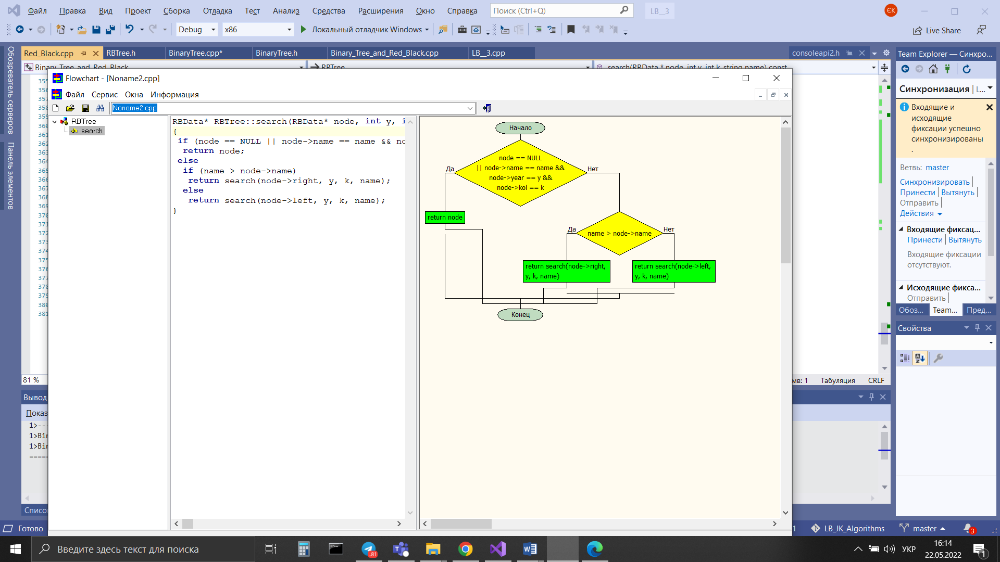 Файл Правка Вид Проект Сборка Отладка Тест Анализ Средства Расширения Окно Справка Поиск (Ctrl+Q) LB__3 ЄК
Debug x86 Локальный отладчик Windows Live Share
Обозреватель серверов
Панель элементов
Red_Black.cpp RBTree.h BinaryTree.cpp* BinaryTree.h Binary_Tree_and_Red_Black.cpp LB__3.cpp consoleapi2.h
Binary_Tree_and_Red_Black RBTree search(RBData * node, int y, int k, string name) const
Flowchart - [Noname2.cpp]
Файл Сервис Окна Информация
Noname2.cpp
RBTree
search
RBData* RBTree::search(RBData* node, int y, i
{
if (node == NULL || node->name == name && no
return node;
else
if (name > node->name)
return search(node->right, y, k, name);
else
return search(node->left, y, k, name);
}
Начало
node == NULL
|| node->name == name &&
node->year == y &&
node->kol == k
Да
Нет
return node
Да
Нет
name > node->name
return search(node->right,
y, k, name)
return search(node->left,
y, k, name)
Конец
355
356
357
358
359
360
361
362
363
364
365
366
367
368
369
370
371
372
373
374
375
376
377
378
379
380
381
81 %
мв: 1 Табуляция CRLF
Вывод
Показ
1>--
1>Bin
1>Bin
=====
Списо
Team Explorer — Синхро...
Синхронизация | L...
Входящие и
исходящие
фиксации успешно
синхронизированы
.
Ветвь: master
Синхронизировать
Принести Вытянуть
Отправить
Действия
Входящие фиксац...
Принести Вытянуть
Входящие фиксации
отсутствуют.
Исходящие фикса...
Отправить
Обоз... Team... Пред...
Свойства
Готово 1 LB_JK_Algorithms master 3
Введите здесь текст для поиска
..81
УКР
16:14
22.05.2022
1